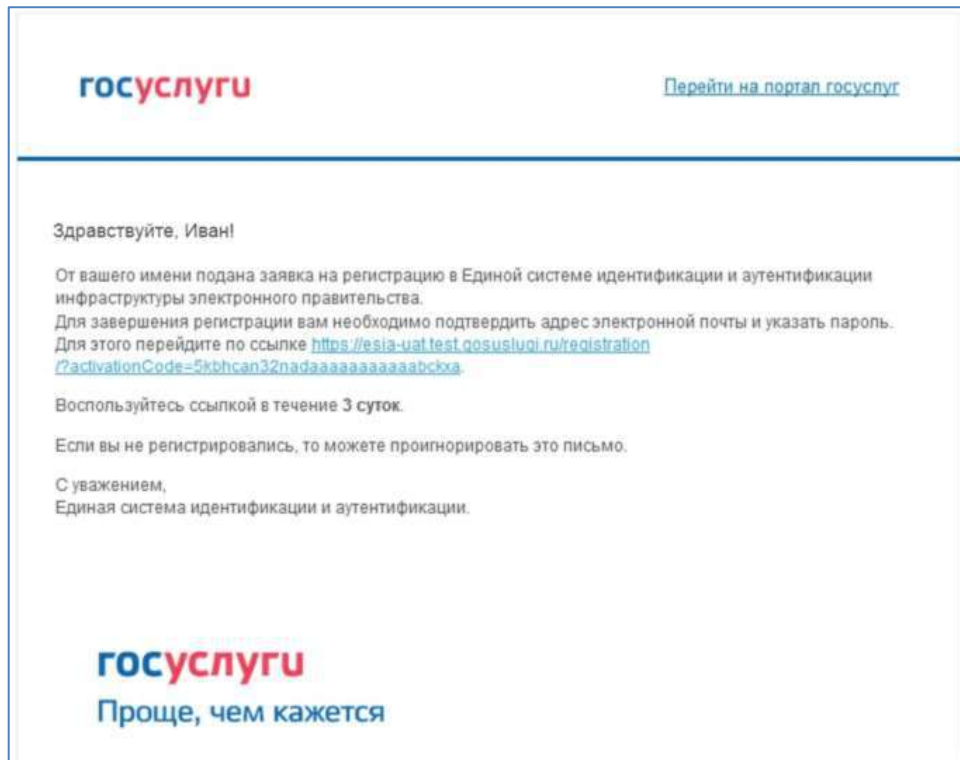 госуслуги
Перейти на портал госуслуг
Здравствуйте, Иван!
От вашего имени подана заявка на регистрацию в Единой системе идентификации и аутентификации
инфраструктуры электронного правительства.
Для завершения регистрации вам необходимо подтвердить адрес электронной почты и указать пароль.
Для этого перейдите по ссылке https://esia-uat.test.gosuslugi.ru/registration
/?activationCode=5kbhcan32nadaaaaaaaaaaabckxa.
Воспользуйтесь ссылкой в течение 3 суток.
Если вы не регистрировались, то можете проигнорировать это письмо.
С уважением,
Единая система идентификации и аутентификации.
госуслуги
Проще, чем кажется